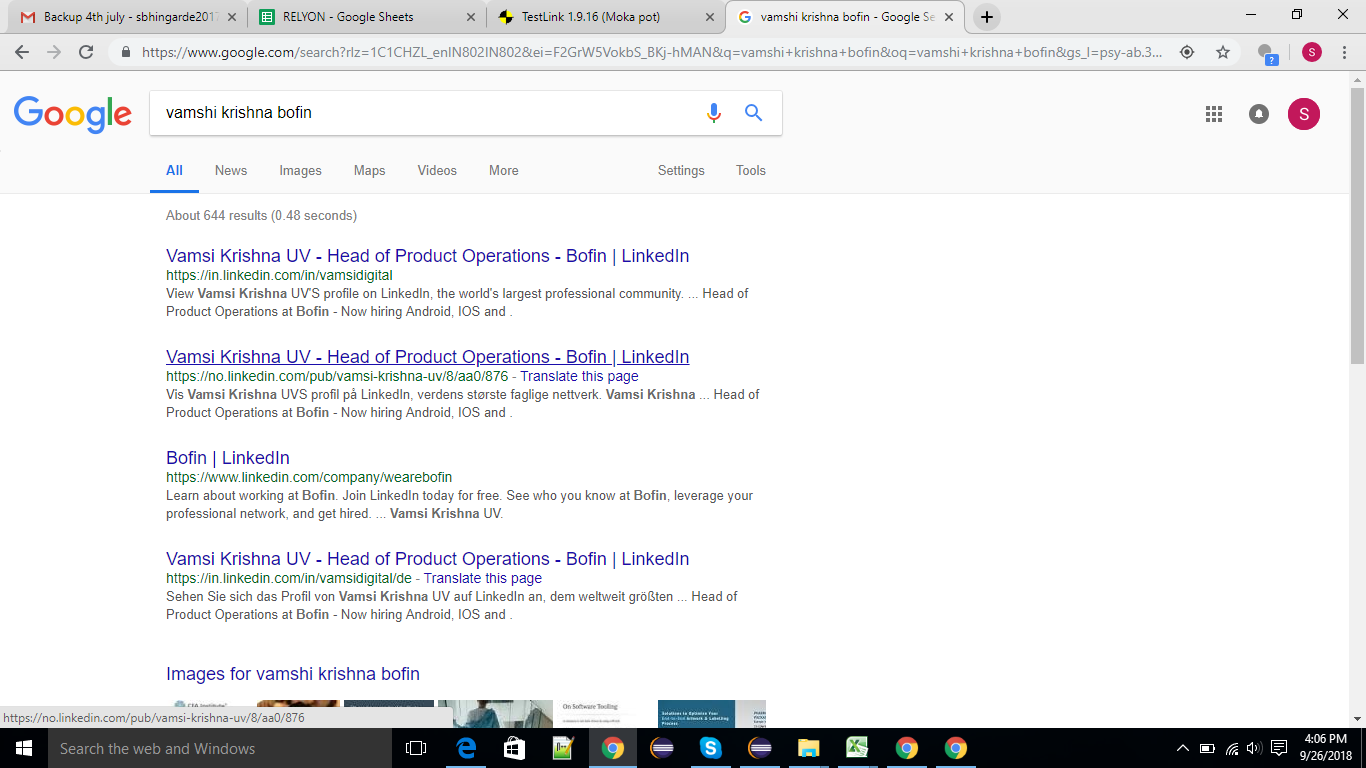 Backup 4th july - sbhingarde2017
RELYON - Google Sheets
TestLink 1.9.16 (Moka pot)
vamshi krishna bofin - Google Se
https://www.google.com/search?rlz=1C1CHZL_enIN802IN802&ei=F2GrW5VokbS_BKj-hMAN&q=vamshi+krishna+bofin&oq=vamshi+krishna+bofin&gs_l=psy-ab.3...
S
Google
vamshi krishna bofin
S
All News Images Maps Videos More Settings Tools
About 644 results (0.48 seconds)
Vamsi Krishna UV - Head of Product Operations - Bofin | LinkedIn
https://in.linkedin.com/in/vamsidigital
View Vamsi Krishna UV'S profile on LinkedIn, the world's largest professional community. ... Head of
Product Operations at Bofin - Now hiring Android, IOS and .
Vamsi Krishna UV - Head of Product Operations - Bofin | LinkedIn
https://no.linkedin.com/pub/vamsi-krishna-uv/8/aa0/876 - Translate this page
Vis Vamsi Krishna UVS profil på LinkedIn, verdens største faglige nettverk. Vamsi Krishna ... Head of
Product Operations at Bofin - Now hiring Android, IOS and .
Bofin | LinkedIn
https://www.linkedin.com/company/wearebofin
Learn about working at Bofin. Join LinkedIn today for free. See who you know at Bofin, leverage your
professional network, and get hired. ... Vamsi Krishna UV.
Vamsi Krishna UV - Head of Product Operations - Bofin | LinkedIn
https://in.linkedin.com/in/vamsidigital/de - Translate this page
Sehen Sie sich das Profil von Vamsi Krishna UV auf LinkedIn an, dem weltweit größten ... Head of
Product Operations at Bofin - Now hiring Android, IOS and .
Images for vamshi krishna bofin
CFA Institute
On Software Tooling
Solutions to Optimize Your
End-to-End Artwork & Labelling
Process
https://no.linkedin.com/pub/vamsi-krishna-uv/8/aa0/876
Search the web and Windows
4:06 PM
9/26/2018